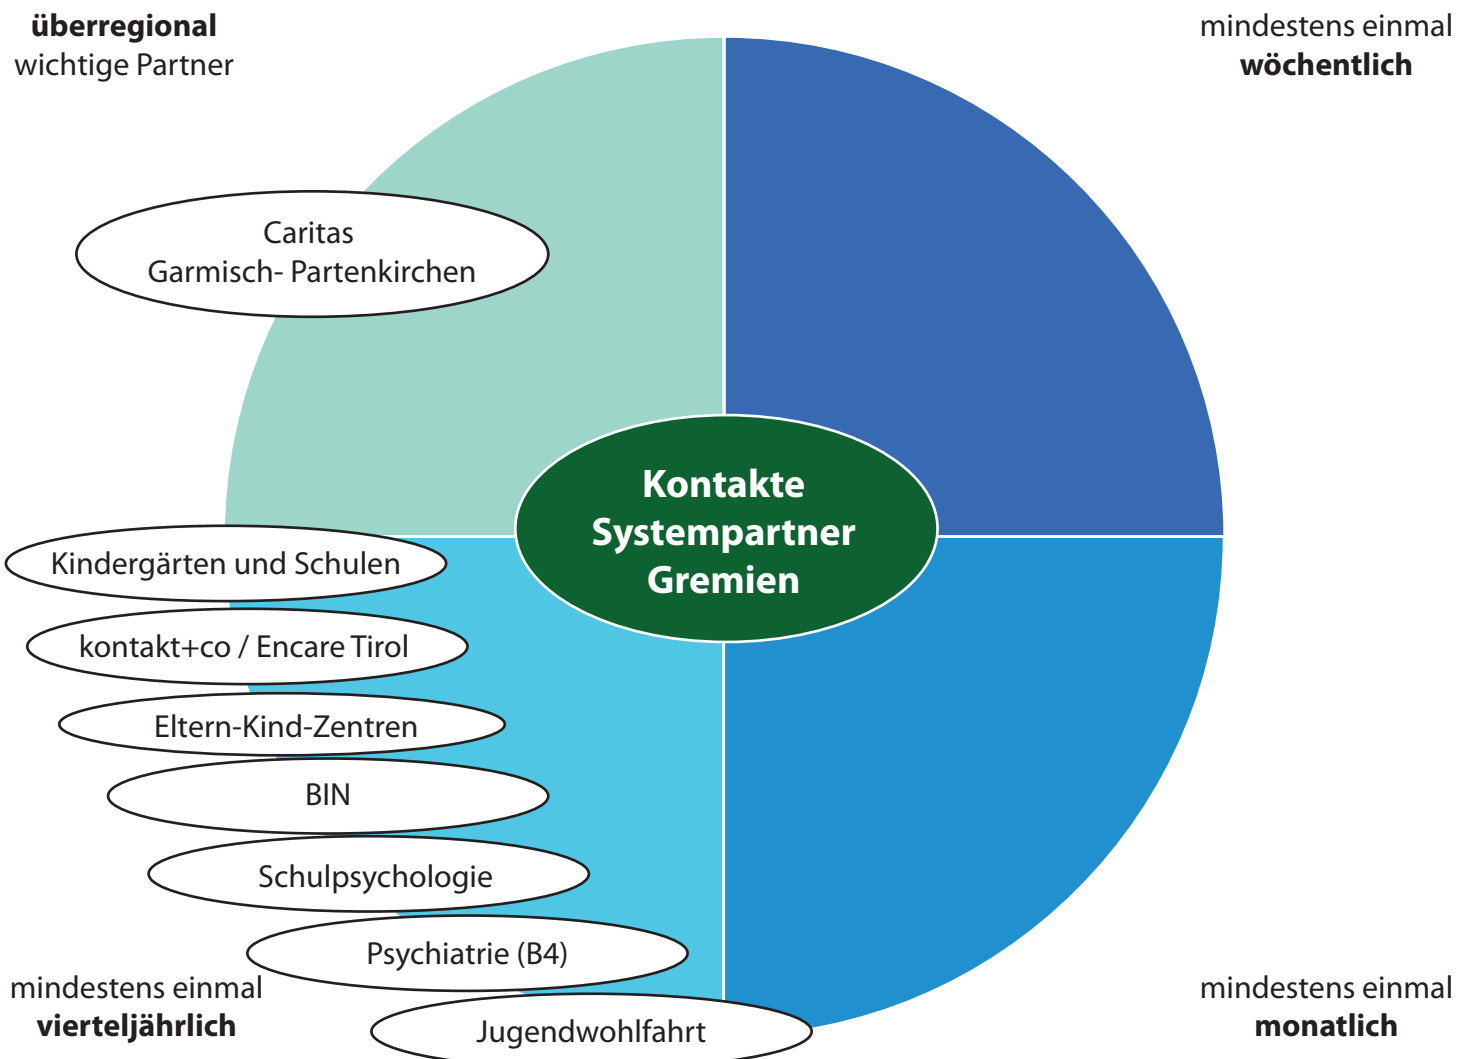 überregional
wichtige Partner
mindestens einmal
wöchentlich
Caritas
Garmisch- Partenkirchen
Kontakte
Systempartner
Gremien
Kindergärten und Schulen
kontakt+co / Encare Tirol
Eltern-Kind-Zentren
BIN
Schulpsychologie
Psychiatrie (B4)
Jugendwohlfahrt
mindestens einmal
vierteljährlich
mindestens einmal
monatlich